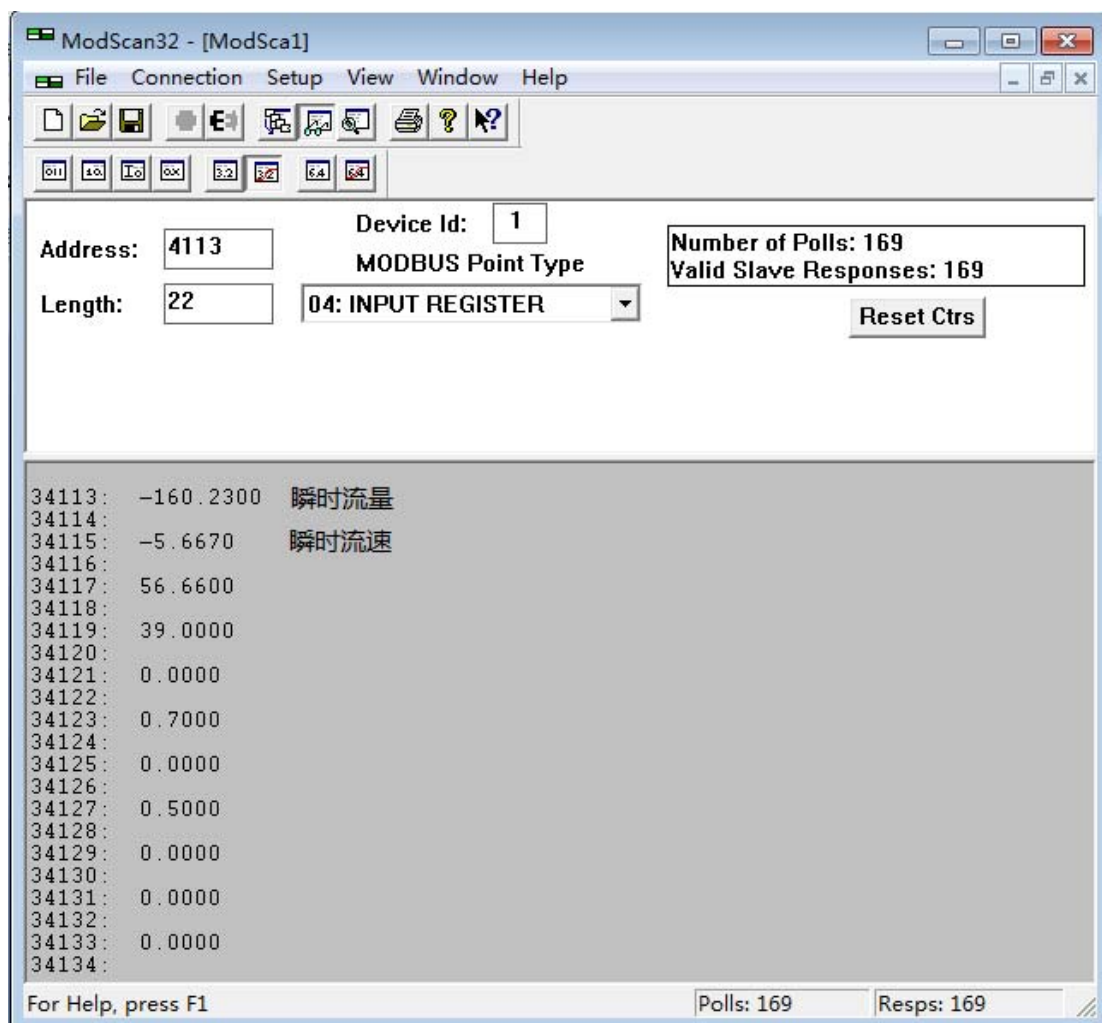 ModScan32 - [ModSca1]
File Connection Setup View Window Help
Device Id: 1
Address: 4113
MODBUS Point Type
Number of Polls: 169
Valid Slave Responses: 169
Length: 22
04: INPUT REGISTER
Reset Ctrs
34113: -160.2300 瞬时流量
34114:
34115: -5.6670 瞬时流速
34116:
34117: 56.6600
34118:
34119: 39.0000
34120:
34121: 0.0000
34122:
34123: 0.7000
34124:
34125: 0.0000
34126:
34127: 0.5000
34128:
34129: 0.0000
34130:
34131: 0.0000
34132:
34133: 0.0000
34134:
For Help, press F1
Polls: 169
Resps: 169